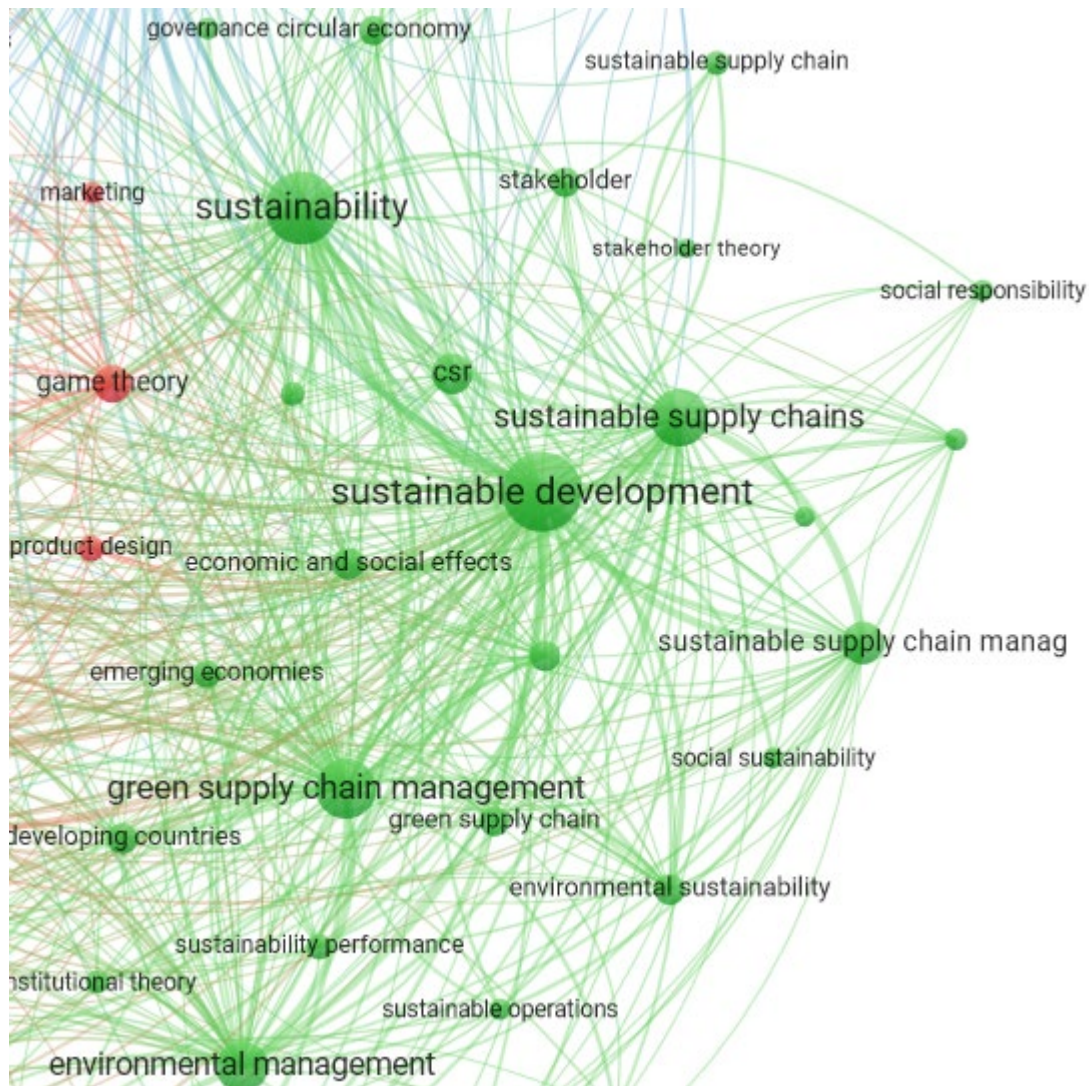 governance circular economy
sustainable supply chain
marketing
sustainability
stakeholder
stakeholder theory
social responsibility
game theory
csr
sustainable supply chains
sustainable development
product design
economic and social effects
sustainable supply chain manag
emerging economies
social sustainability
green supply chain management
green supply chain
developing countries
environmental sustainability
sustainability performance
nstitutional theory
sustainable operations
environmental management